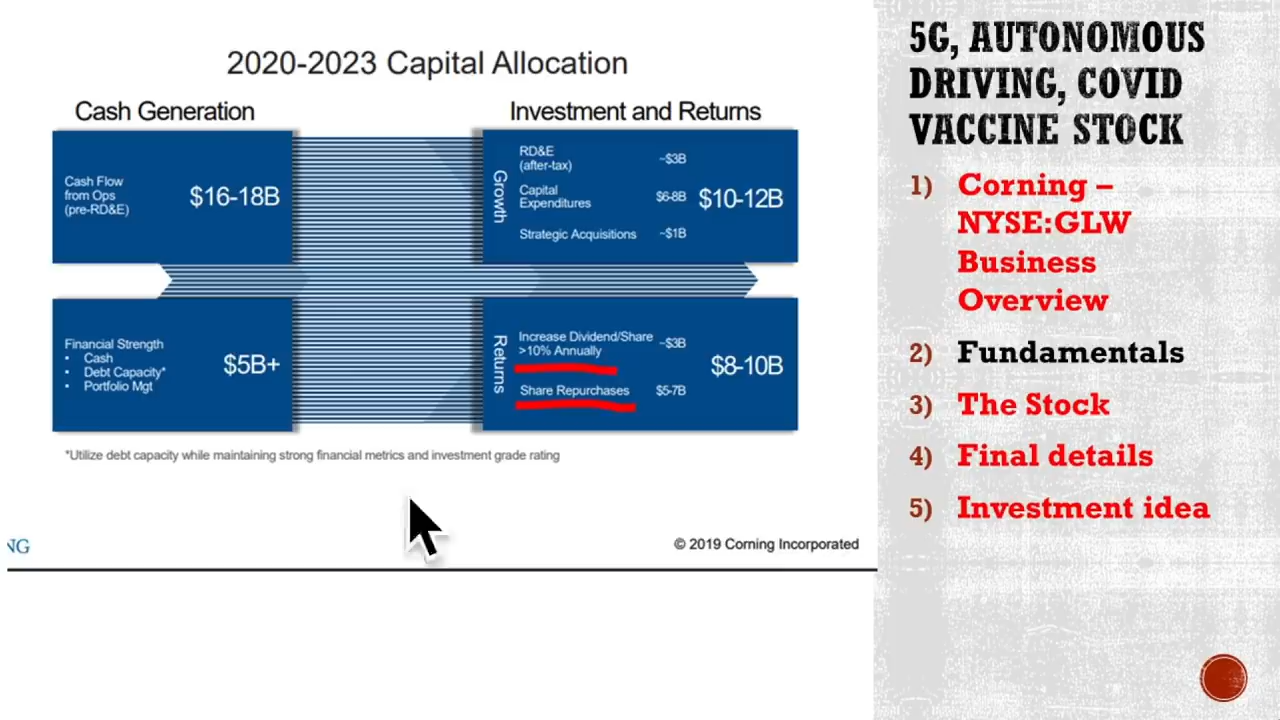 2020-2023 Capital Allocation
Cash Generation
Cash Flow
from Ops
(pre-RD&E)
$16-18B
Financial Strength
• Cash
• Debt Capacity*
• Portfolio Mgt
$5B+
Investment and Returns
Growth
RD&E
(after-tax)
~$3B
Capital
Expenditures
$6-8B
Strategic Acquisitions
~$1B
$10-12B
Returns
Increase Dividend/Share
>10% Annually
~$3B
Share Repurchases
$5-7B
$8-10B
*Utilize debt capacity while maintaining strong financial metrics and investment grade rating
NG
© 2019 Corning Incorporated
5G, AUTONOMOUS
DRIVING, COVID
VACCINE STOCK
1) Corning –
NYSE:GLW
Business
Overview
2) Fundamentals
3) The Stock
4) Final details
5) Investment idea